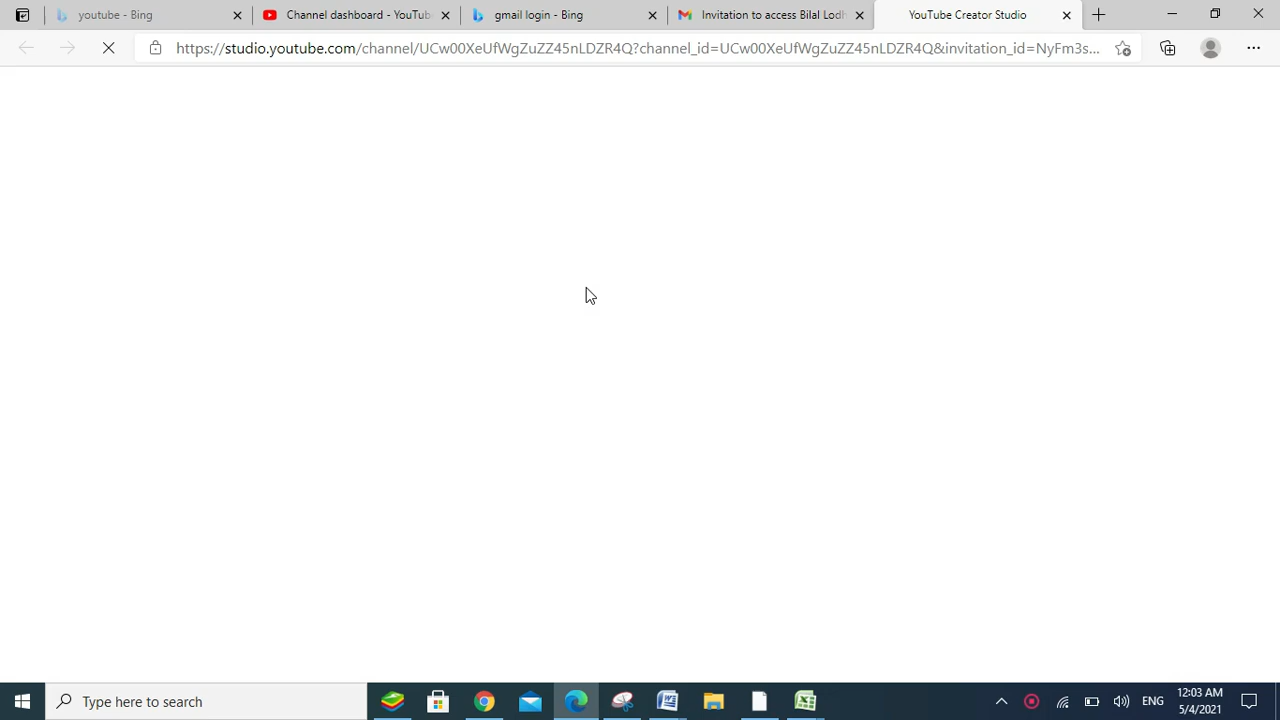 youtube - Bing
Channel dashboard - YouTub
gmail login - Bing
Invitation to access Bilal Lodh
YouTube Creator Studio
https://studio.youtube.com/channel/UCw00XeUfWgZuZZ45nLDZR4Q?channel_id=UCw00XeUfWgZuZZ45nLDZR4Q&invitation_id=NyFm3s...
Type here to search
ENG
12:03 AM
5/4/2021